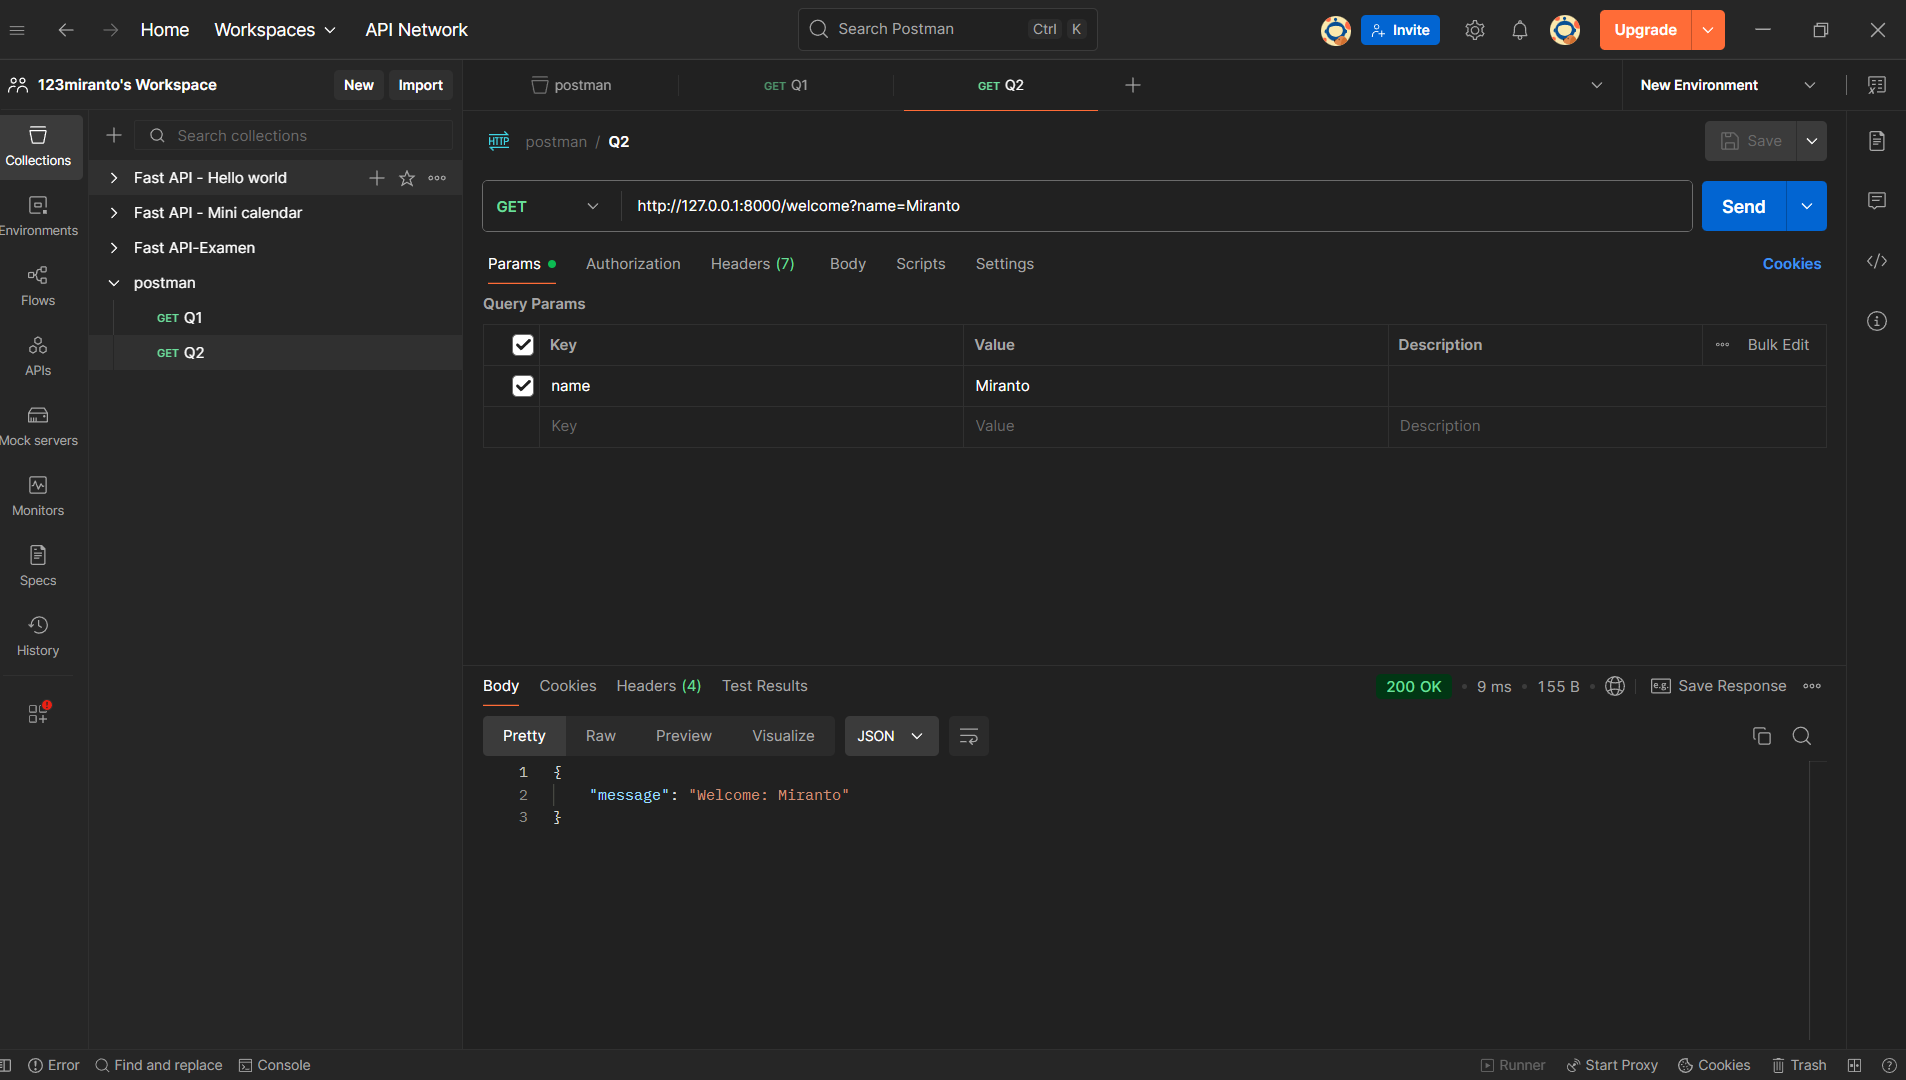 Home Workspaces API Network Search Postman Ctrl K Invite Upgrade
123miranto's Workspace New Import postman GET Q1 GET Q2 New Environment
Collections
Environments
Flows
APIs
Mock servers
Monitors
Specs
History
Search collections
Fast API - Hello world
Fast API - Mini calendar
Fast API-Examen
postman
GET Q1
GET Q2
HTTP postman / Q2 Save
GET http://127.0.0.1:8000/welcome?name=Miranto Send
Params Authorization Headers (7) Body Scripts Settings Cookies
Query Params
Key Value Description Bulk Edit
name Miranto
Key Value Description
Body Cookies Headers (4) Test Results 200 OK 9 ms 155 B e.g. Save Response
Pretty Raw Preview Visualize JSON
1 {
2 "message": "Welcome: Miranto"
3 }
Error Find and replace Console Runner Start Proxy Cookies Trash